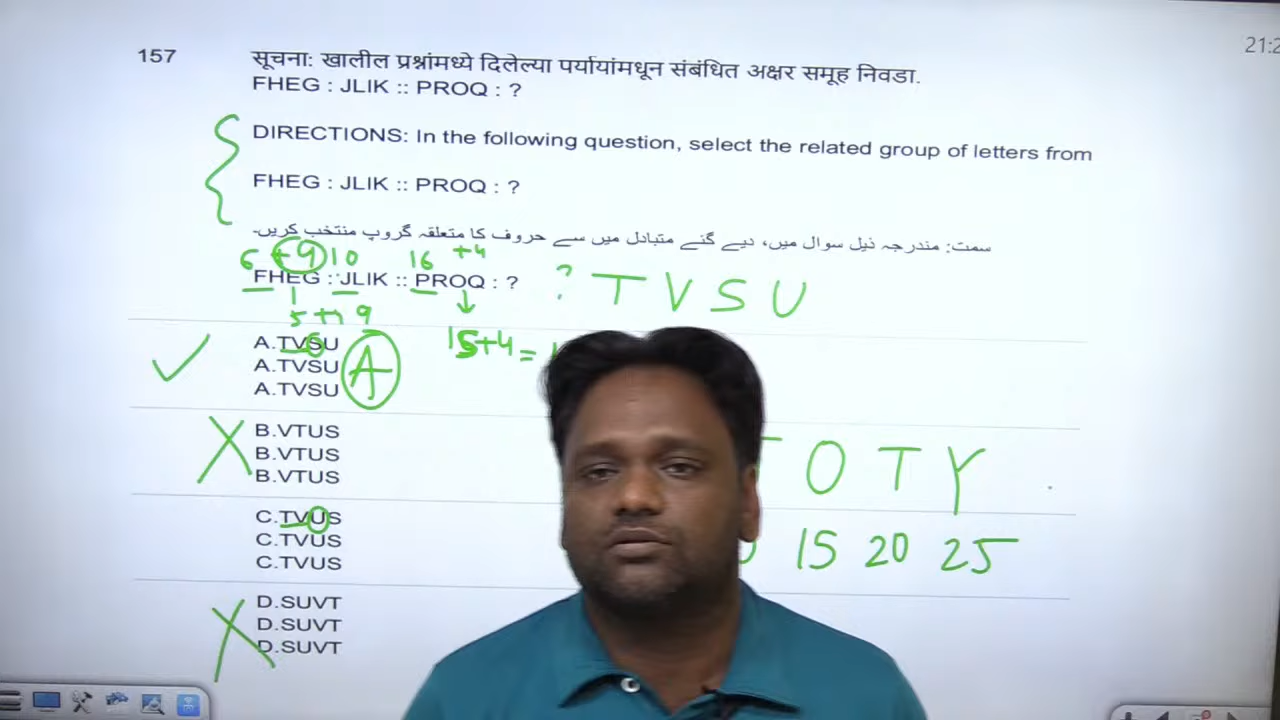 21:2
157
सूचना: खालील प्रश्नांमध्ये दिलेल्या पर्यायांमधून संबंधित अक्षर समूह निवडा.
FHEG : JLIK :: PROQ : ?
DIRECTIONS: In the following question, select the related group of letters from
FHEG : JLIK :: PROQ : ?
سمت: مندرجہ ذیل سوال میں، دیے گئے متبادل میں سے حروف کا متعلقہ گروپ منتخب کریں۔
6 +9 10 16 +4
FHEG : JLIK :: PROQ : ? ? T V S U
5 +4 = 9
15+4 =
A.TVSU
A.TVSU A
A.TVSU
B.VTUS
B.VTUS
B.VTUS
O T Y
C.TVUS
C.TVUS
C.TVUS
15 20 25
D.SUVT
D.SUVT
D.SUVT